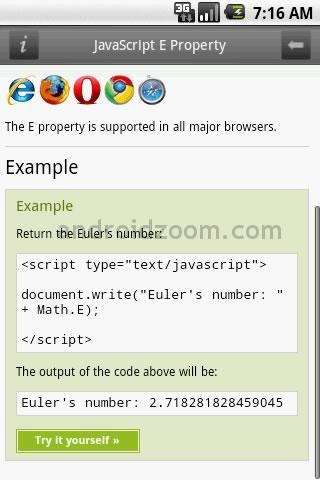 3G 7:16 AM
i JavaScript E Property
The E property is supported in all major browsers.
Example
Example
androidzoom.com
Return the Euler's number:
<script type="text/javascript">
document.write("Euler's number: "
+ Math.E);
</script>
The output of the code above will be:
Euler's number: 2.718281828459045
Try it yourself »